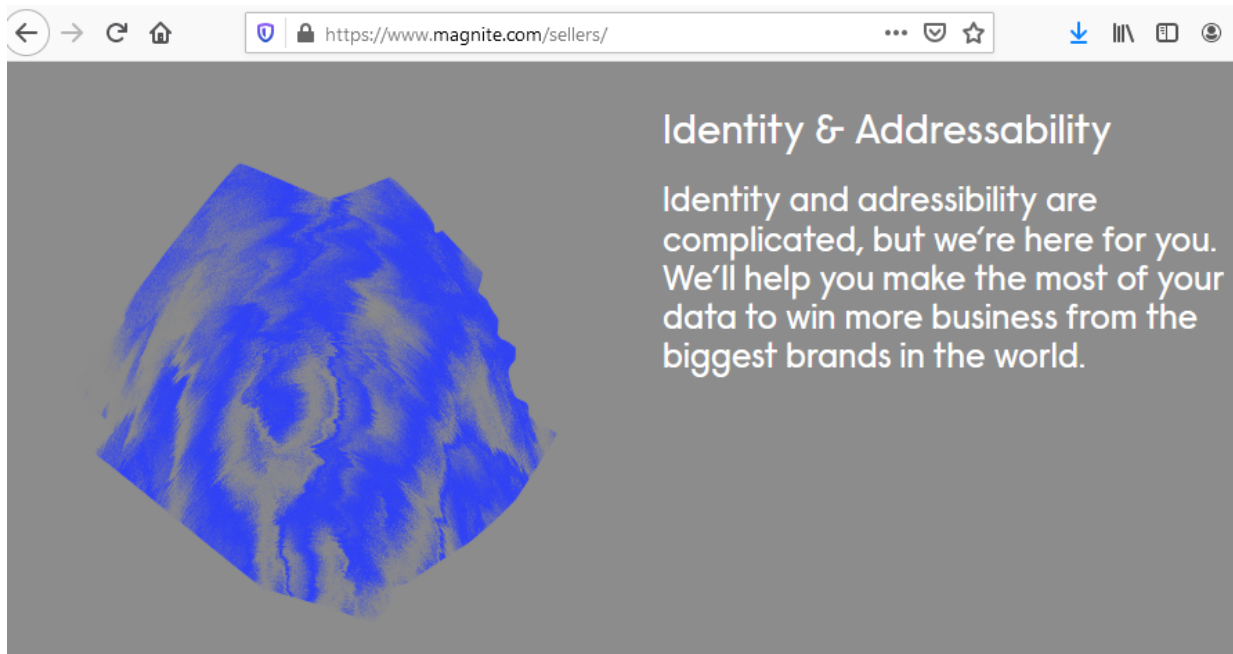 https://www.magnite.com/sellers/
Identity & Addressability
Identity and adressibility are
complicated, but we're here for you.
We'll help you make the most of your
data to win more business from the
biggest brands in the world.